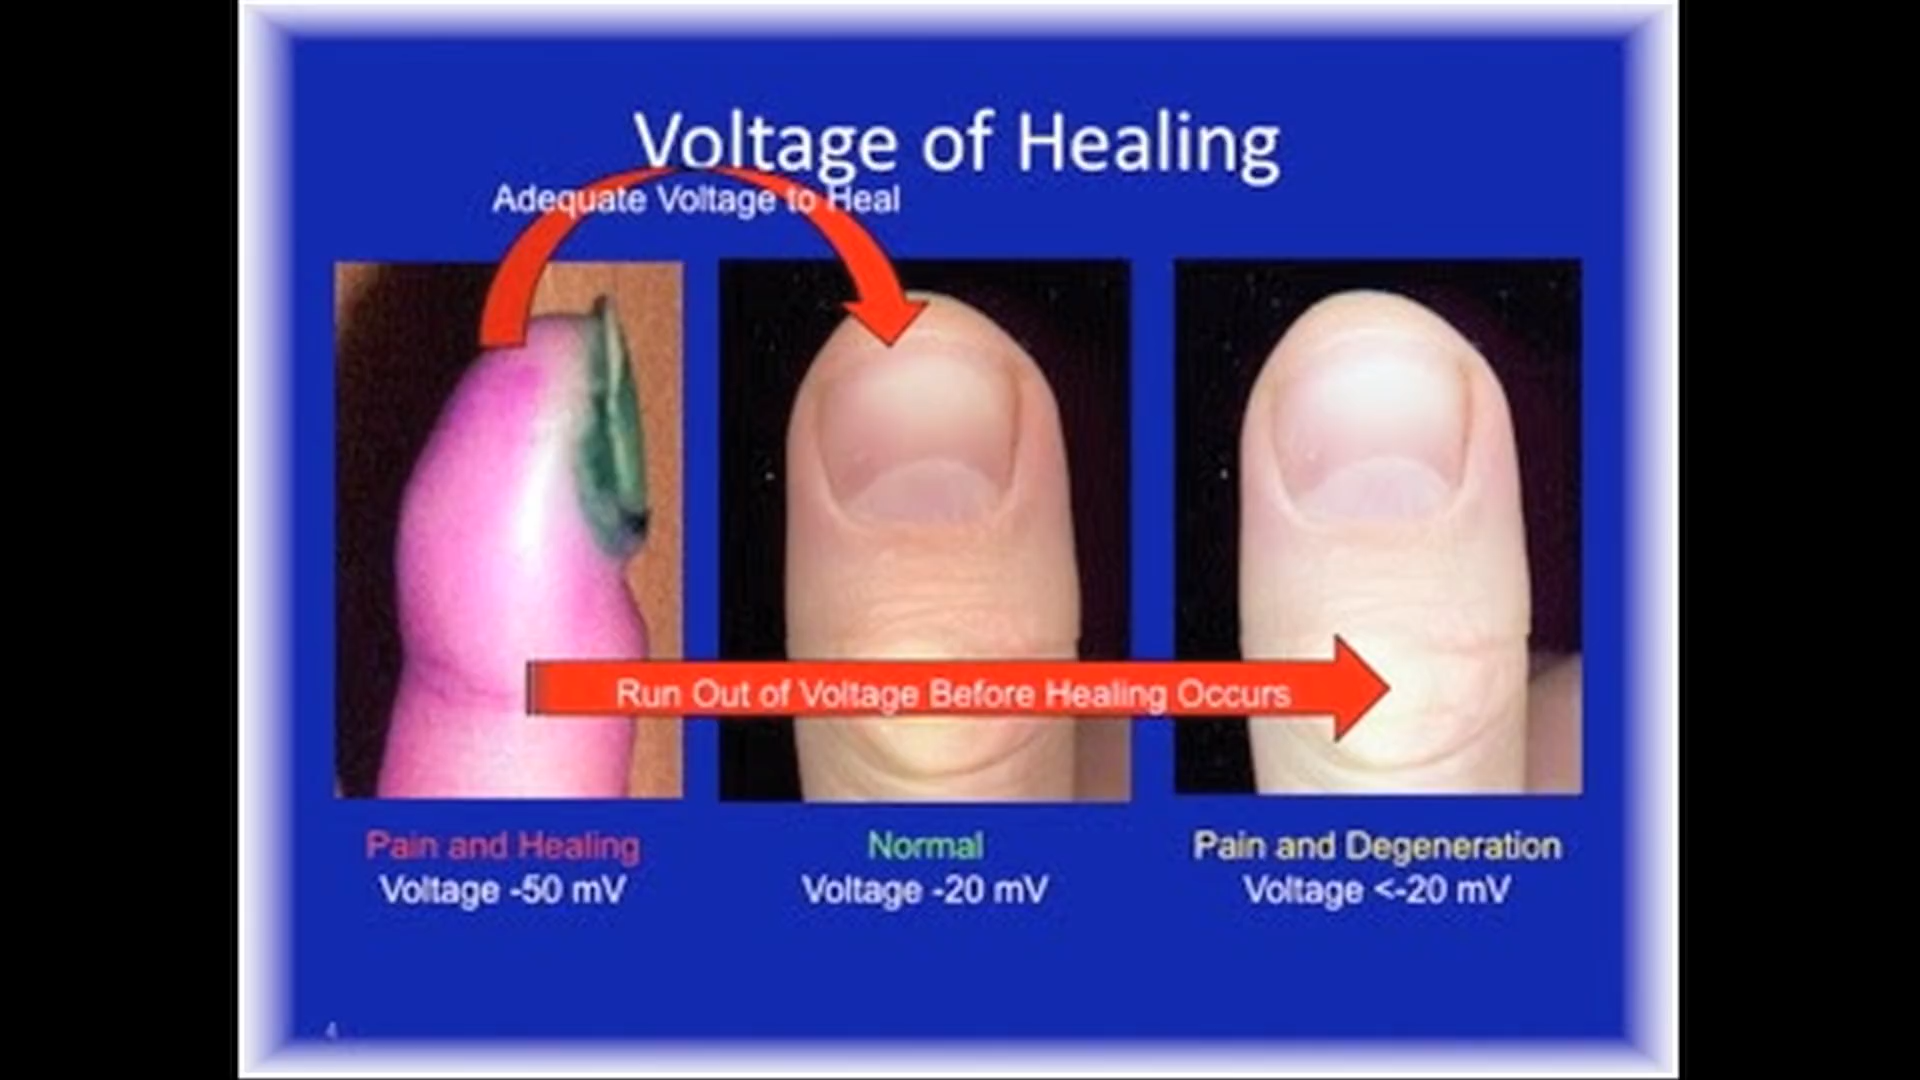 Voltage of Healing
Adequate Voltage to Heal
Run Out of Voltage Before Healing Occurs
Pain and Healing
Voltage -50 mV
Normal
Voltage -20 mV
Pain and Degeneration
Voltage <-20 mV
4